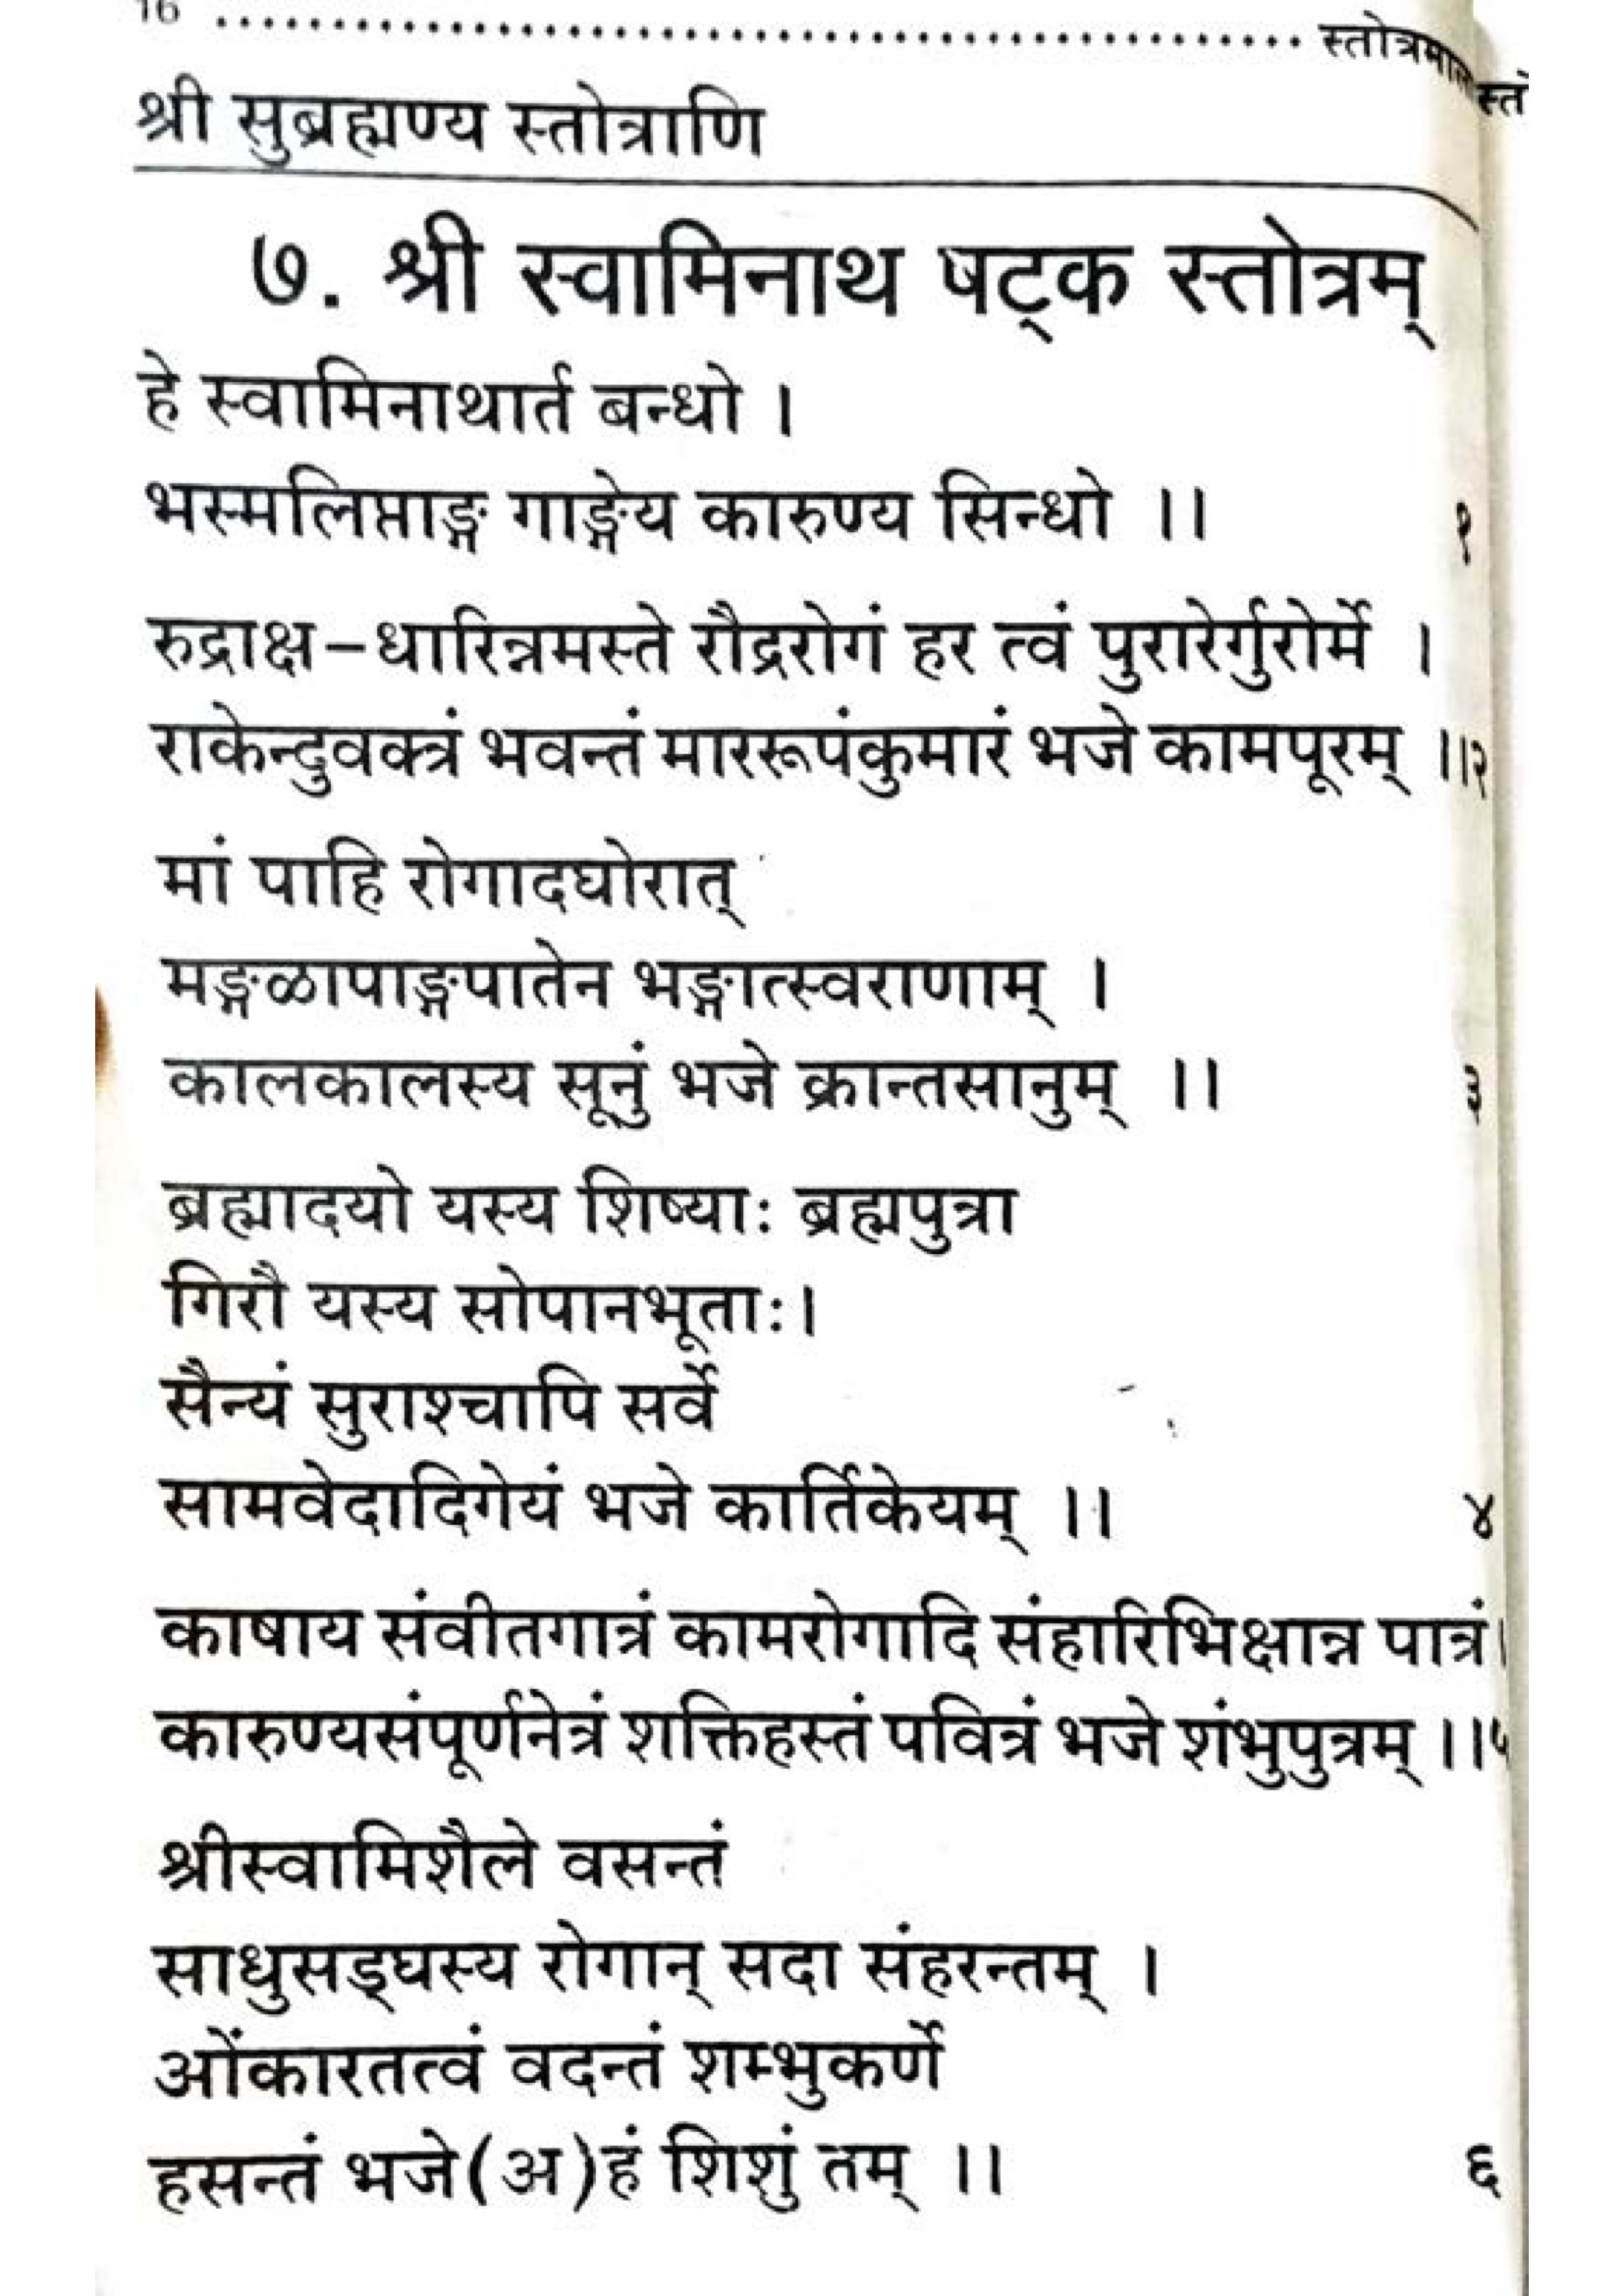 16 ........................................................ स्तोत्रमाला
श्री सुब्रह्मण्य स्तोत्राणि
७. श्री स्वामिनाथ षट्क स्तोत्रम्
हे स्वामिनाथार्त बन्धो ।
भस्मलिप्ताङ्ग गाङ्गेय कारुण्य सिन्धो ।। १
रुद्राक्ष-धारिन्नमस्ते रौद्ररोगं हर त्वं पुरारेर्गुरोर्मे ।
राकेन्दुवक्त्रं भवन्तं माररूपंकुमारं भजे कामपूरम् ।।२
मां पाहि रोगादघोरात्
मङ्गळापाङ्गपातेन भङ्गात्स्वराणाम् ।
कालकालस्य सूनुं भजे क्रान्तसानुम् ।। ३
ब्रह्मादयो यस्य शिष्याः ब्रह्मपुत्रा
गिरौ यस्य सोपानभूताः।
सैन्यं सुराश्चापि सर्वे
सामवेदादिगेयं भजे कार्तिकेयम् ।। ४
काषाय संवीतगात्रं कामरोगादि संहारिभिक्षान्न पात्रं।
कारुण्यसंपूर्णनेत्रं शक्तिहस्तं पवित्रं भजे शंभुपुत्रम् ।।५
श्रीस्वामिशैले वसन्तं
साधुसङ्घस्य रोगान् सदा संहरन्तम् ।
ओंकारतत्वं वदन्तं शम्भुकर्णे
हसन्तं भजे(अ)हं शिशुं तम् ।। ६